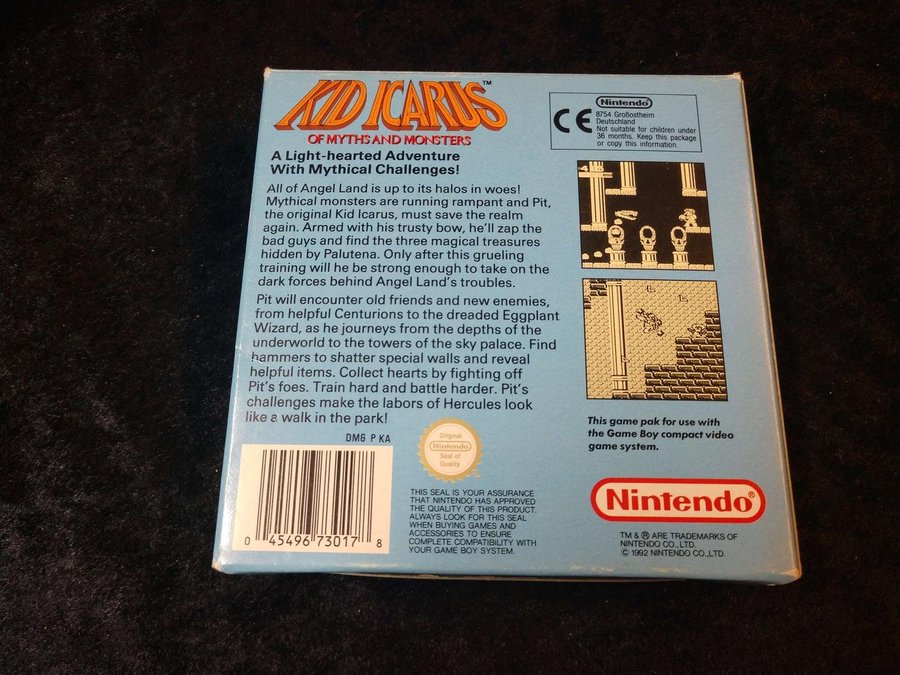 KID ICARUS™
OF MYTHS AND MONSTERS
A Light-hearted Adventure
With Mythical Challenges!
All of Angel Land is up to its halos in woes!
Mythical monsters are running rampant and Pit,
the original Kid Icarus, must save the realm
again. Armed with his trusty bow, he'll zap the
bad guys and find the three magical treasures
hidden by Palutena. Only after this grueling
training will he be strong enough to take on the
dark forces behind Angel Land's troubles.
Pit will encounter old friends and new enemies,
from helpful Centurions to the dreaded Eggplant
Wizard, as he journeys from the depths of the
underworld to the towers of the sky palace. Find
hammers to shatter special walls and reveal
helpful items. Collect hearts by fighting off
Pit's foes. Train hard and battle harder. Pit's
challenges make the labors of Hercules look
like a walk in the park!
DMG P KA
0 45496 73017 8
Original
Nintendo
Seal of
Quality
THIS SEAL IS YOUR ASSURANCE
THAT NINTENDO HAS APPROVED
THE QUALITY OF THIS PRODUCT.
ALWAYS LOOK FOR THIS SEAL
WHEN BUYING GAMES AND
ACCESSORIES TO ENSURE
COMPLETE COMPATIBILITY WITH
YOUR GAME BOY SYSTEM.
CE
Nintendo
8754 Großostheim
Deutschland
Not suitable for children under
36 months. Keep this package
or copy this information.
This game pak for use with
the Game Boy compact video
game system.
Nintendo®
TM & ® ARE TRADEMARKS OF
NINTENDO CO., LTD.
© 1992 NINTENDO CO., LTD.